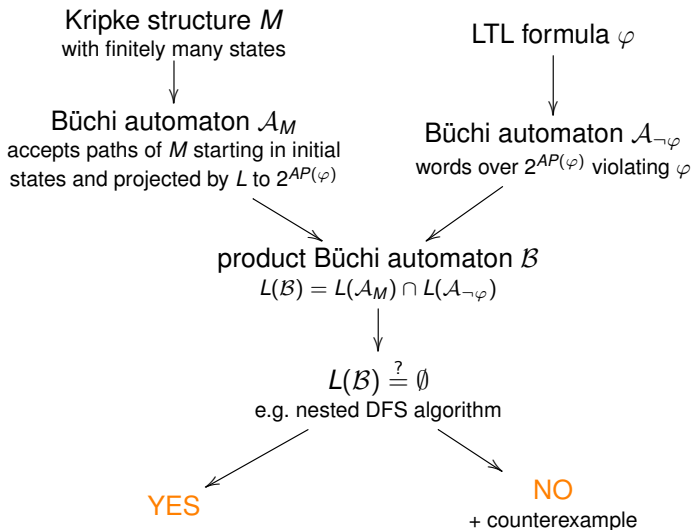 Kripke structure M
with finitely many states
LTL formula φ
Büchi automaton 𝒜_M
accepts paths of M starting in initial
states and projected by L to 2^{AP(φ)}
Büchi automaton 𝒜_{¬φ}
words over 2^{AP(φ)} violating φ
product Büchi automaton ℬ
L(ℬ) = L(𝒜_M) ∩ L(𝒜_{¬φ})
L(ℬ) ≟ ∅
e.g. nested DFS algorithm
YES
NO
+ counterexample